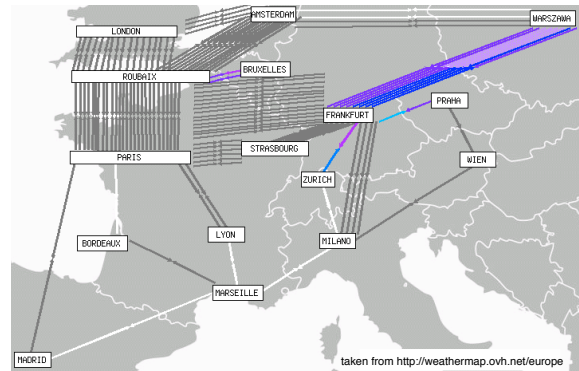 AMSTERDAM
WARSZAWA
LONDON
BRUXELLES
ROUBAIX
PRAHA
FRANKFURT
STRASBOURG
PARIS
WIEN
ZURICH
LYON
BORDEAUX
MILANO
MARSEILLE
MADRID
taken from http://weathermap.ovh.net/europe